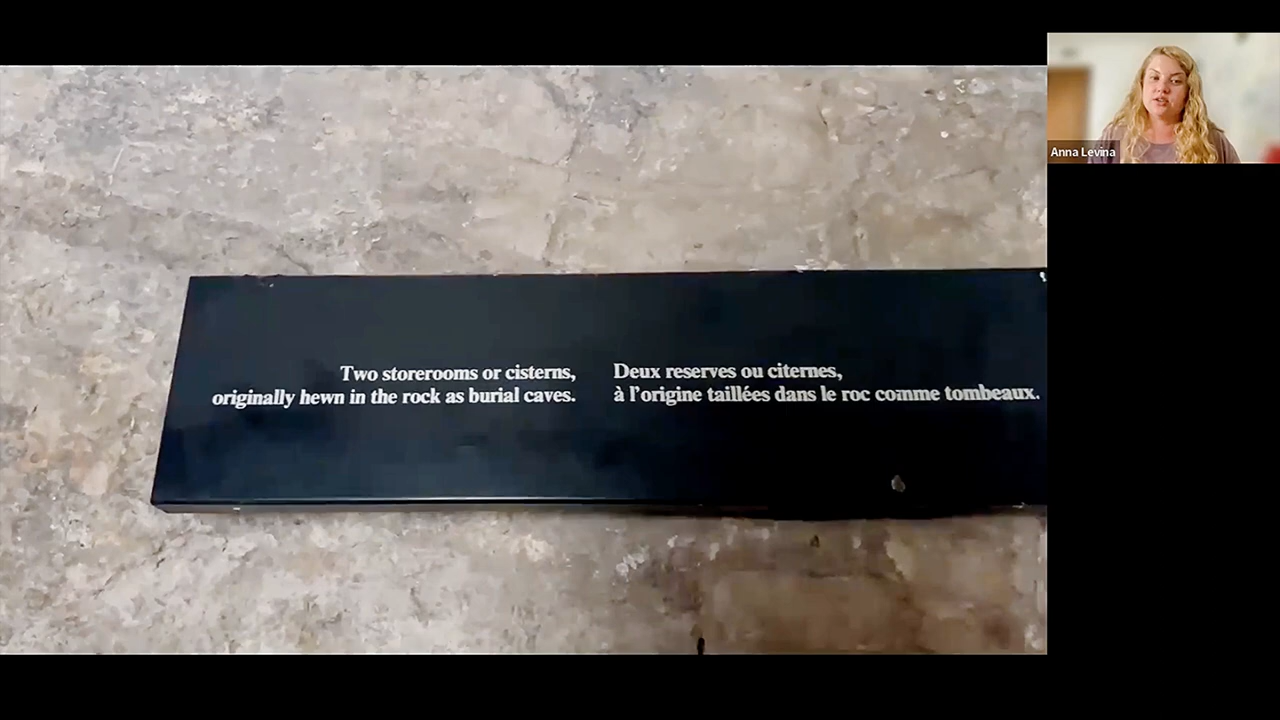 Two storerooms or cisterns,
originally hewn in the rock as burial caves.
Deux reserves ou citernes,
à l'origine taillées dans le roc comme tombeaux.
Anna Levina